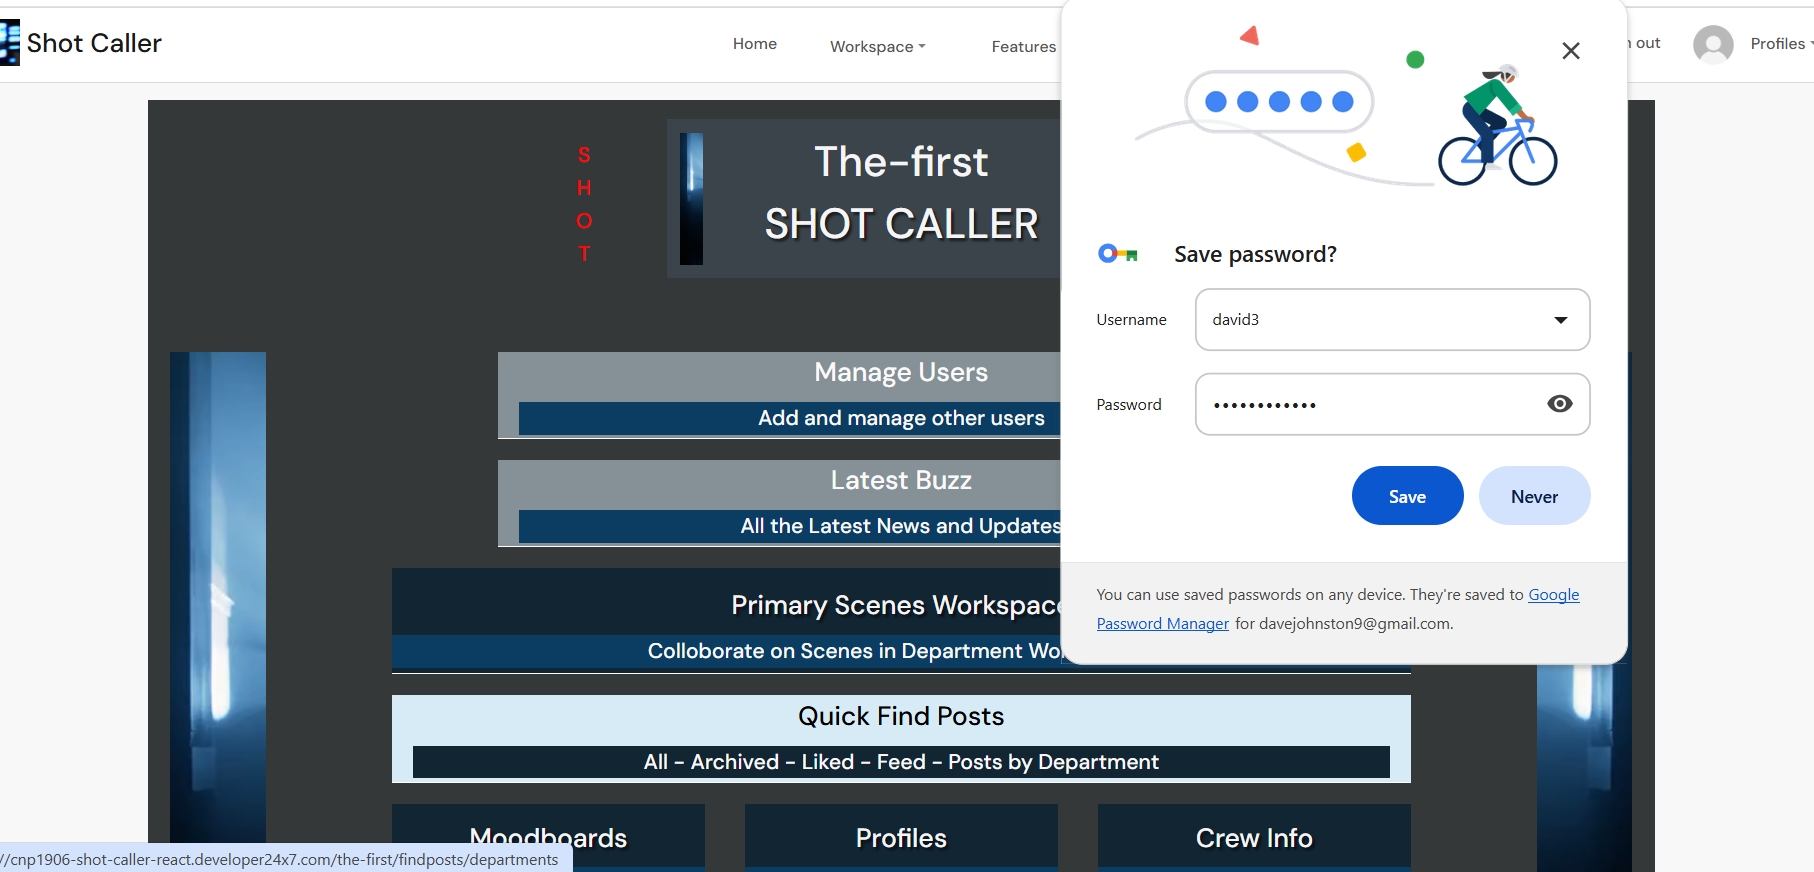 Shot Caller
Home
Workspace
Features
out
Profiles
S
H
O
T
The-first
SHOT CALLER
Manage Users
Add and manage other users
Latest Buzz
All the Latest News and Updates
Primary Scenes Workspace
Colloborate on Scenes in Department
Quick Find Posts
All - Archived - Liked - Feed - Posts by Department
Moodboards
Profiles
Crew Info
//cnp1906-shot-caller-react.developer24x7.com/the-first/findposts/departments
Save password?
Username
david3
Password
••••••••••••
Save
Never
You can use saved passwords on any device. They're saved to Google
Password Manager for davejohnston9@gmail.com.